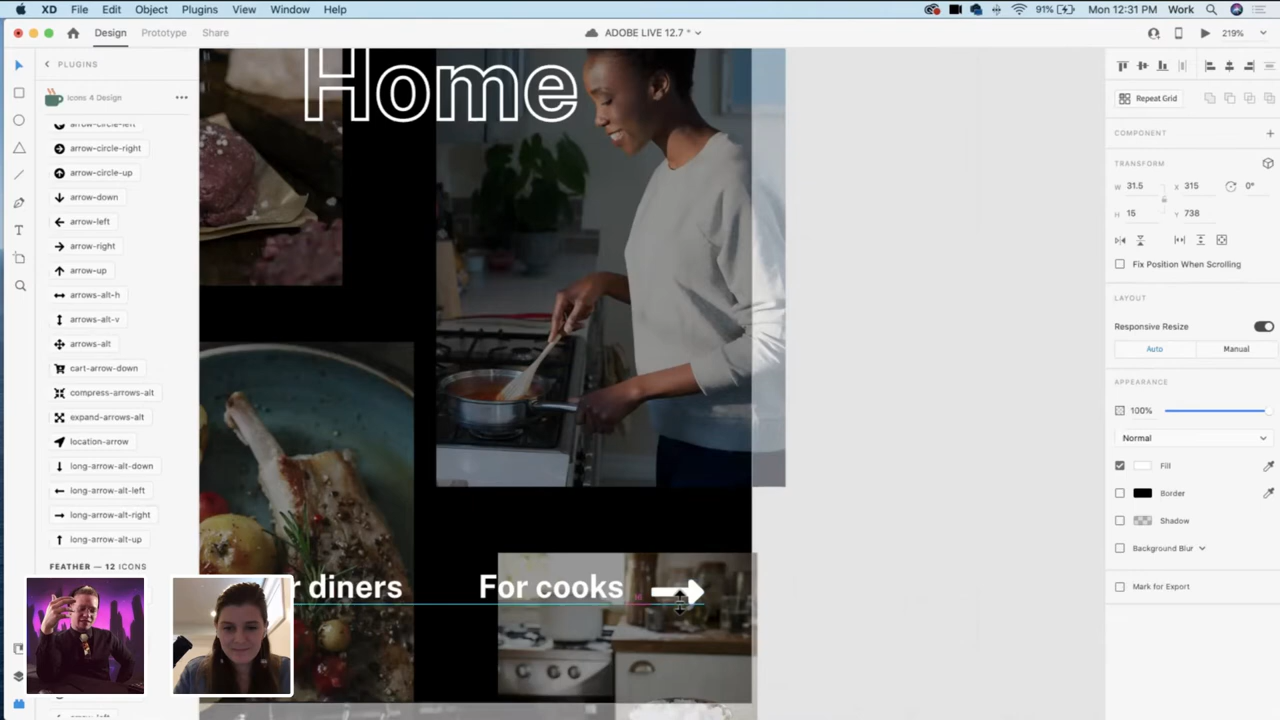 XD File Edit Object Plugins View Window Help
91% Mon 12:31 PM Work
Design Prototype Share
ADOBE LIVE 12.7 *
219%
PLUGINS
Icons 4 Design
arrow-circle-left
arrow-circle-right
arrow-circle-up
arrow-down
arrow-left
arrow-right
arrow-up
arrows-alt-h
arrows-alt-v
arrows-alt
cart-arrow-down
compress-arrows-alt
expand-arrows-alt
location-arrow
long-arrow-alt-down
long-arrow-alt-left
long-arrow-alt-right
long-arrow-alt-up
FEATHER — 12 ICONS
Home
r diners
For cooks
Repeat Grid
COMPONENT
TRANSFORM
W 31.5 X 315 0°
H 15 Y 738
Fix Position When Scrolling
LAYOUT
Responsive Resize
Auto Manual
APPEARANCE
100%
Normal
Fill
Border
Shadow
Background Blur
Mark for Export